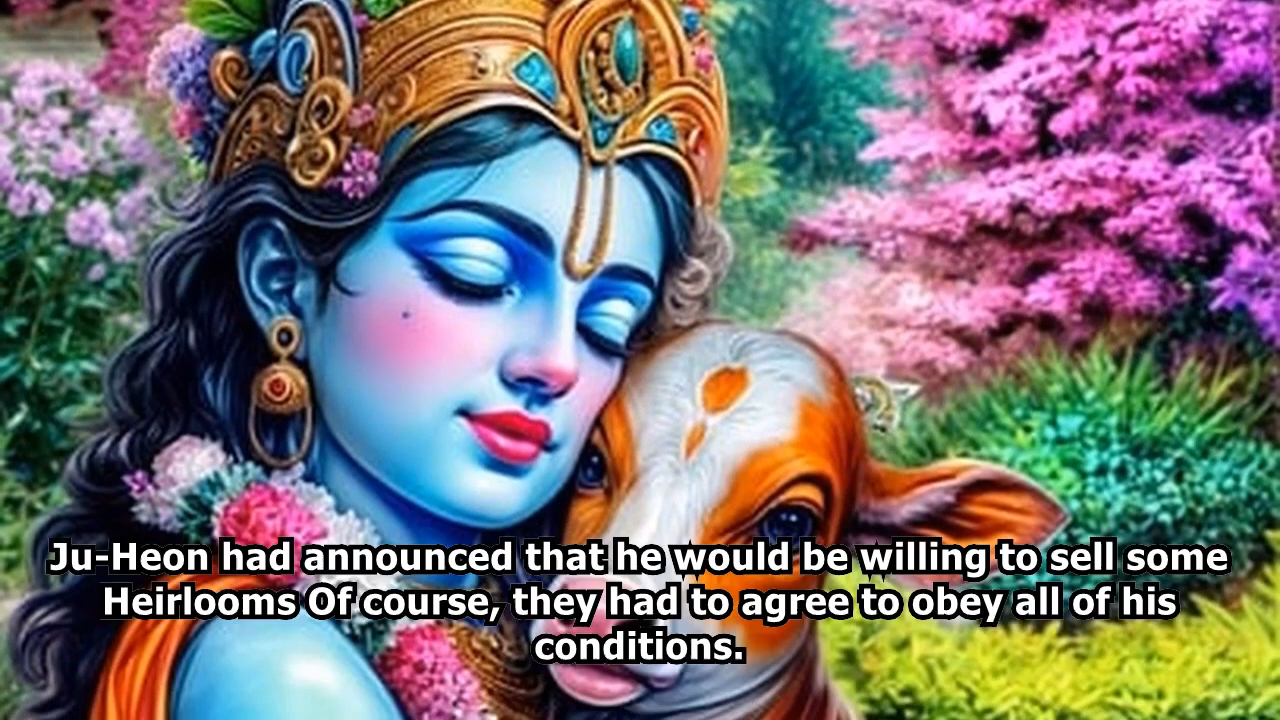 Ju-Heon had announced that he would be willing to sell some
Heirlooms Of course, they had to agree to obey all of his
conditions.